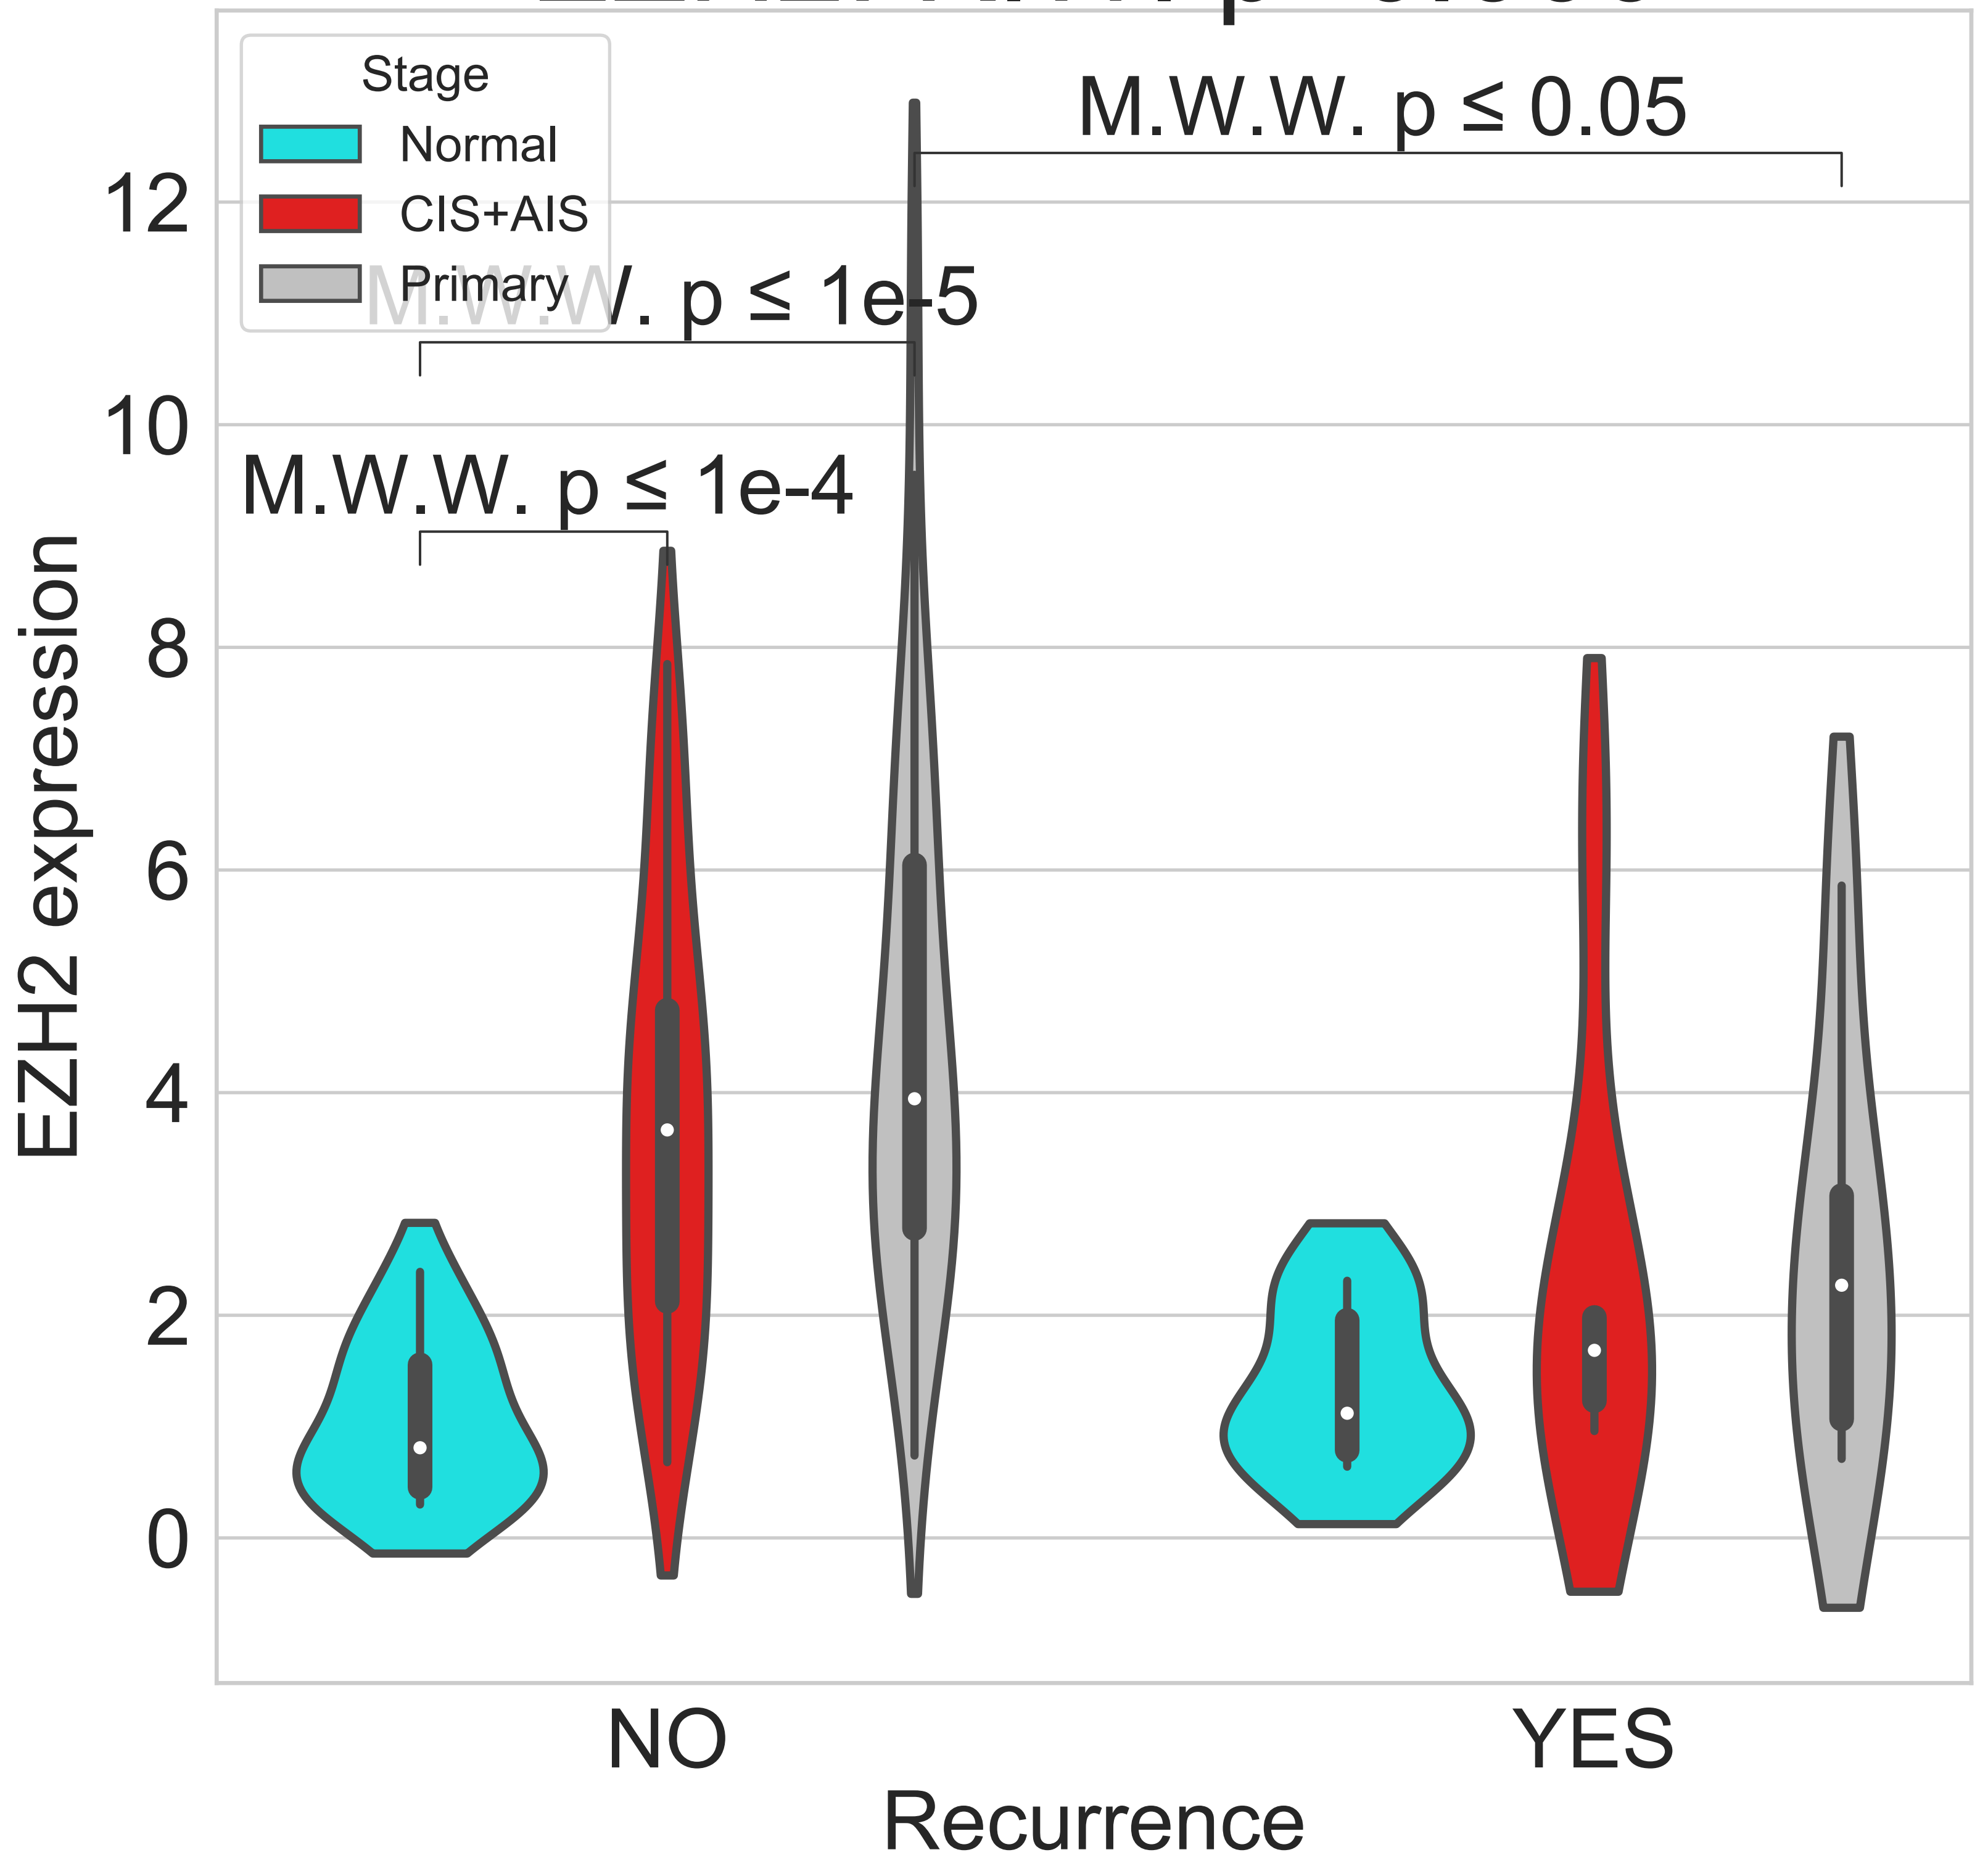 Stage
Normal
CIS+AIS
Primary
M.W.W. p ≤ 0.05
M.W.W. p ≤ 1e-5
M.W.W. p ≤ 1e-4
12
10
8
6
4
2
0
EZH2 expression
NO
YES
Recurrence